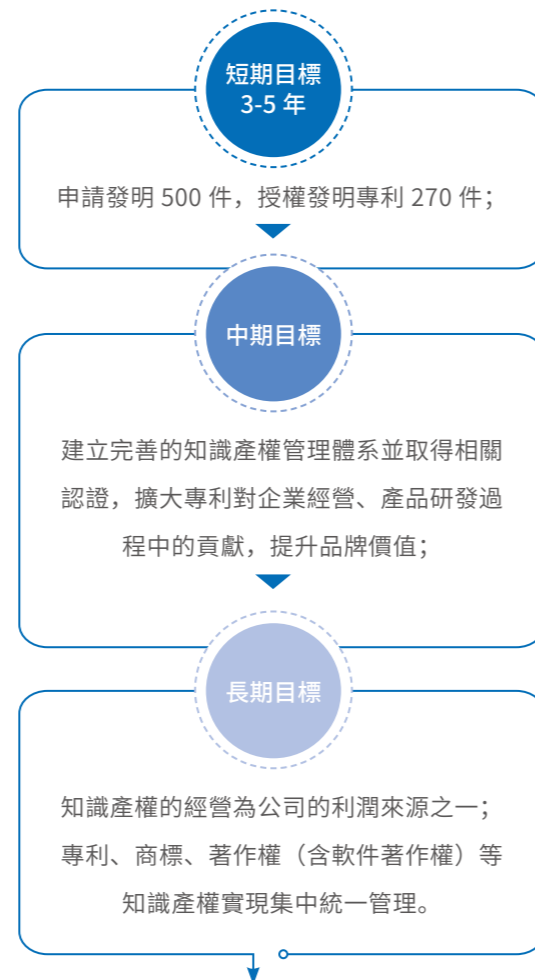 短期目標
3-5 年
申請發明 500 件，授權發明專利 270 件；
中期目標
建立完善的知識產權管理體系並取得相關
認證，擴大專利對企業經營、產品研發過
程中的貢獻，提升品牌價值；
長期目標
知識產權的經營為公司的利潤來源之一；
專利、商標、著作權（含軟件著作權）等
知識產權實現集中統一管理。